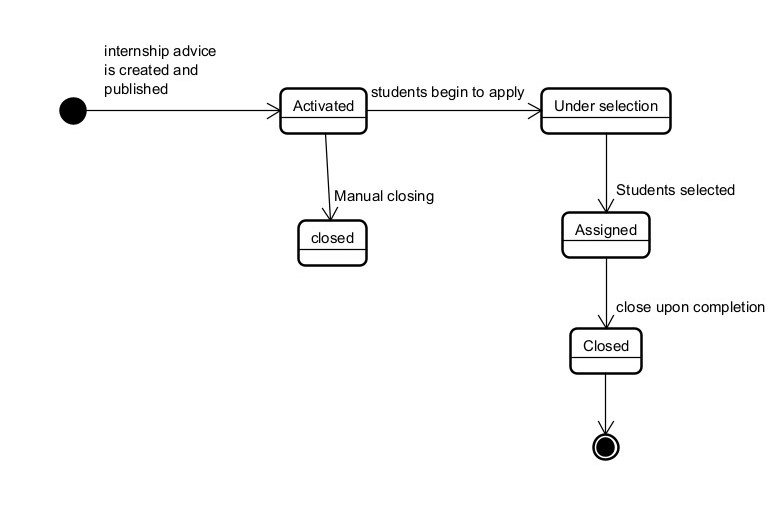 internship advice
is created and
published
Activated
students begin to apply
Under selection
Manual closing
Students selected
closed
Assigned
close upon completion
Closed